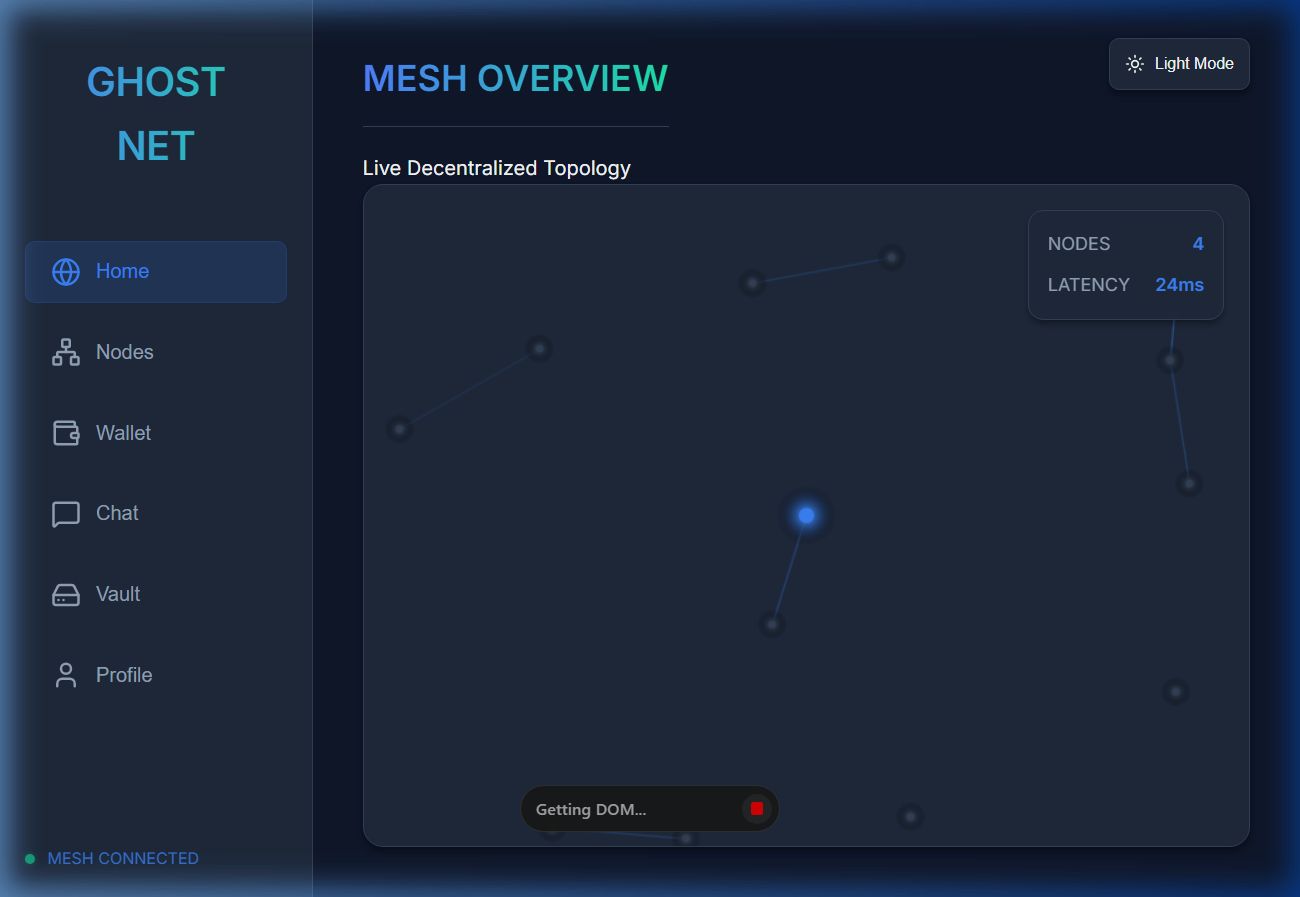 GHOST
NET
Home
Nodes
Wallet
Chat
Vault
Profile
MESH CONNECTED
MESH OVERVIEW
Light Mode
Live Decentralized Topology
NODES 4
LATENCY 24ms
Getting DOM...